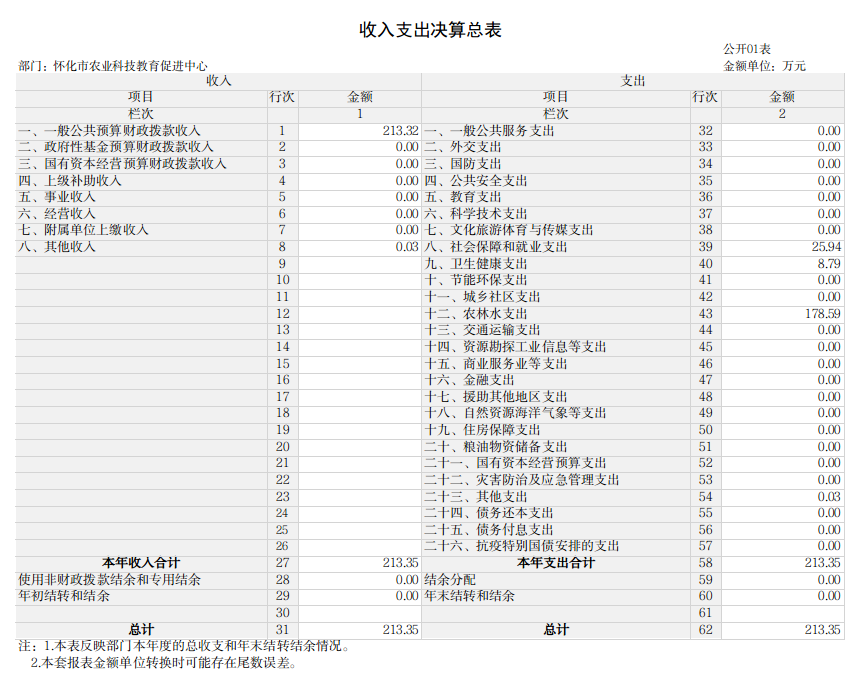 收入支出决算总表
公开01表
部门：怀化市农业科技教育促进中心 金额单位：万元
收入 支出
项目 行次 金额 项目 行次 金额
栏次 1 栏次 2
一、一般公共预算财政拨款收入 1 213.32 一、一般公共服务支出 32 0.00
二、政府性基金预算财政拨款收入 2 0.00 二、外交支出 33 0.00
三、国有资本经营预算财政拨款收入 3 0.00 三、国防支出 34 0.00
四、上级补助收入 4 0.00 四、公共安全支出 35 0.00
五、事业收入 5 0.00 五、教育支出 36 0.00
六、经营收入 6 0.00 六、科学技术支出 37 0.00
七、附属单位上缴收入 7 0.00 七、文化旅游体育与传媒支出 38 0.00
八、其他收入 8 0.03 八、社会保障和就业支出 39 25.94
9 九、卫生健康支出 40 8.79
10 十、节能环保支出 41 0.00
11 十一、城乡社区支出 42 0.00
12 十二、农林水支出 43 178.59
13 十三、交通运输支出 44 0.00
14 十四、资源勘探工业信息等支出 45 0.00
15 十五、商业服务业等支出 46 0.00
16 十六、金融支出 47 0.00
17 十七、援助其他地区支出 48 0.00
18 十八、自然资源海洋气象等支出 49 0.00
19 十九、住房保障支出 50 0.00
20 二十、粮油物资储备支出 51 0.00
21 二十一、国有资本经营预算支出 52 0.00
22 二十二、灾害防治及应急管理支出 53 0.00
23 二十三、其他支出 54 0.03
24 二十四、债务还本支出 55 0.00
25 二十五、债务付息支出 56 0.00
26 二十六、抗疫特别国债安排的支出 57 0.00
本年收入合计 27 213.35 本年支出合计 58 213.35
使用非财政拨款结余和专用结余 28 0.00 结余分配 59 0.00
年初结转和结余 29 0.00 年末结转和结余 60 0.00
30 61
总计 31 213.35 总计 62 213.35
注：1.本表反映部门本年度的总收支和年末结转结余情况。
2.本套报表金额单位转换时可能存在尾数误差。